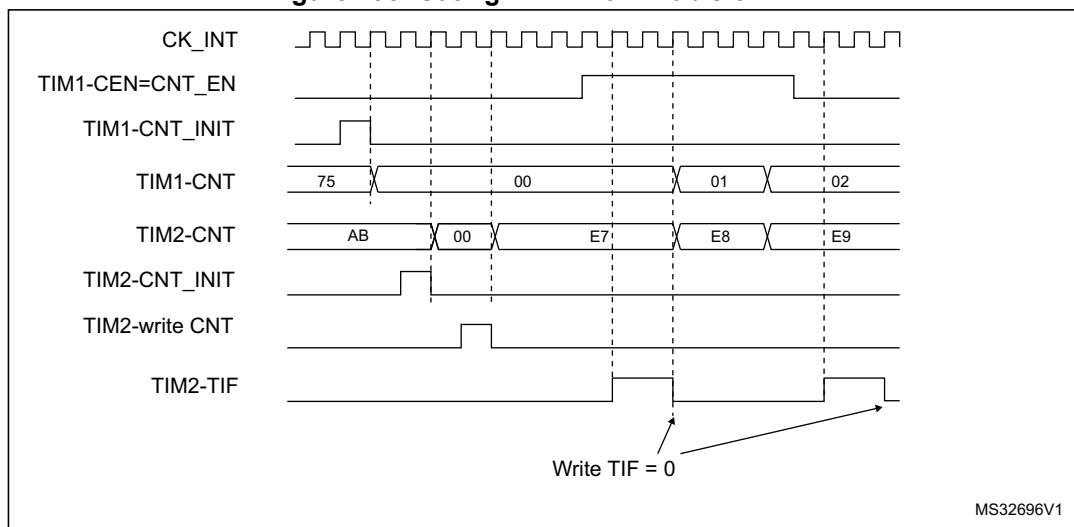 CK_INT
TIM1-CEN=CNT_EN
TIM1-CNT_INIT
TIM1-CNT 75 00 01 02
TIM2-CNT AB 00 E7 E8 E9
TIM2-CNT_INIT
TIM2-write CNT
TIM2-TIF
Write TIF = 0
MS32696V1